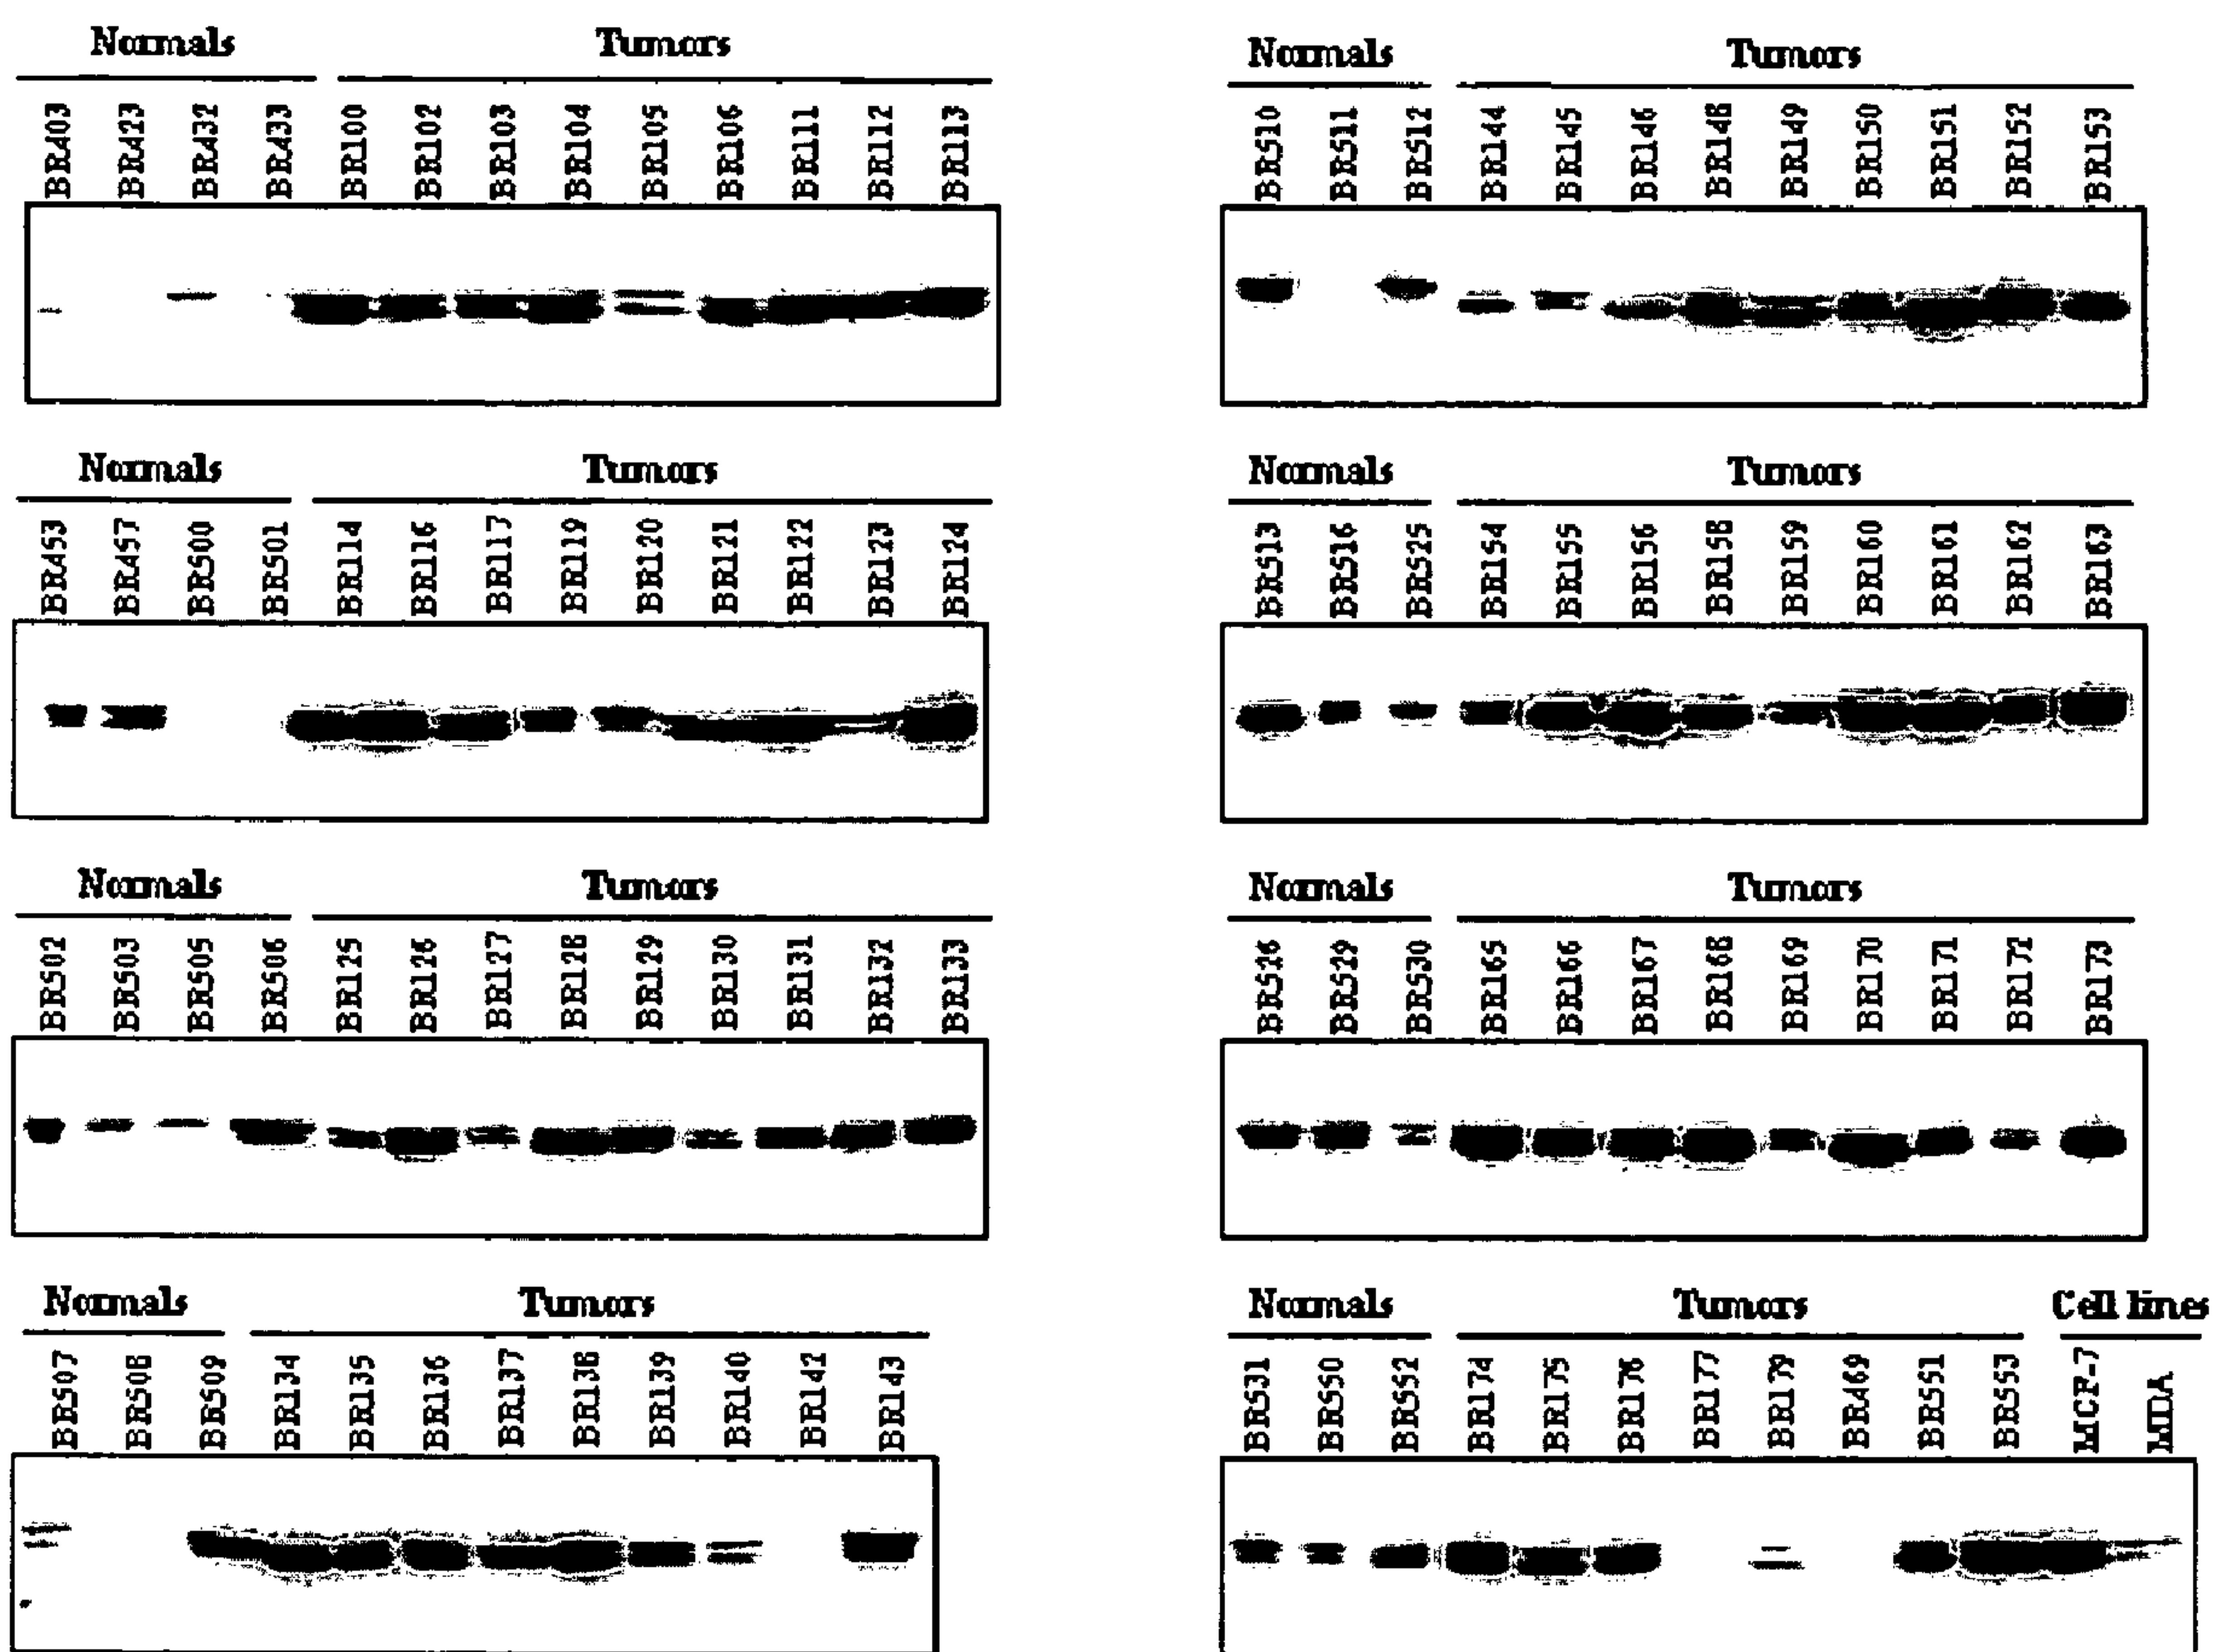 Normals Tumors
BR403 BR423 BR432 BR433 BR100 BR102 BR103 BR104 BR105 BR106 BR111 BR112 BR113
Normals Tumors
BR510 BR511 BR512 BR144 BR145 BR146 BR148 BR149 BR150 BR151 BR152 BR153
Normals Tumors
BR453 BR457 BR500 BR501 BR114 BR116 BR117 BR119 BR120 BR121 BR122 BR123 BR124
Normals Tumors
BR513 BR516 BR525 BR154 BR155 BR156 BR158 BR159 BR160 BR161 BR162 BR163
Normals Tumors
BR502 BR503 BR505 BR506 BR125 BR126 BR127 BR128 BR129 BR130 BR131 BR132 BR133
Normals Tumors
BR526 BR529 BR530 BR165 BR166 BR167 BR168 BR169 BR170 BR171 BR172 BR173
Normals Tumors
BR507 BR508 BR509 BR134 BR135 BR136 BR137 BR138 BR139 BR140 BR142 BR143
Normals Tumors Cell lines
BR531 BR550 BR552 BR174 BR175 BR176 BR177 BR179 BR469 BR551 BR553 MCF-7 MDA